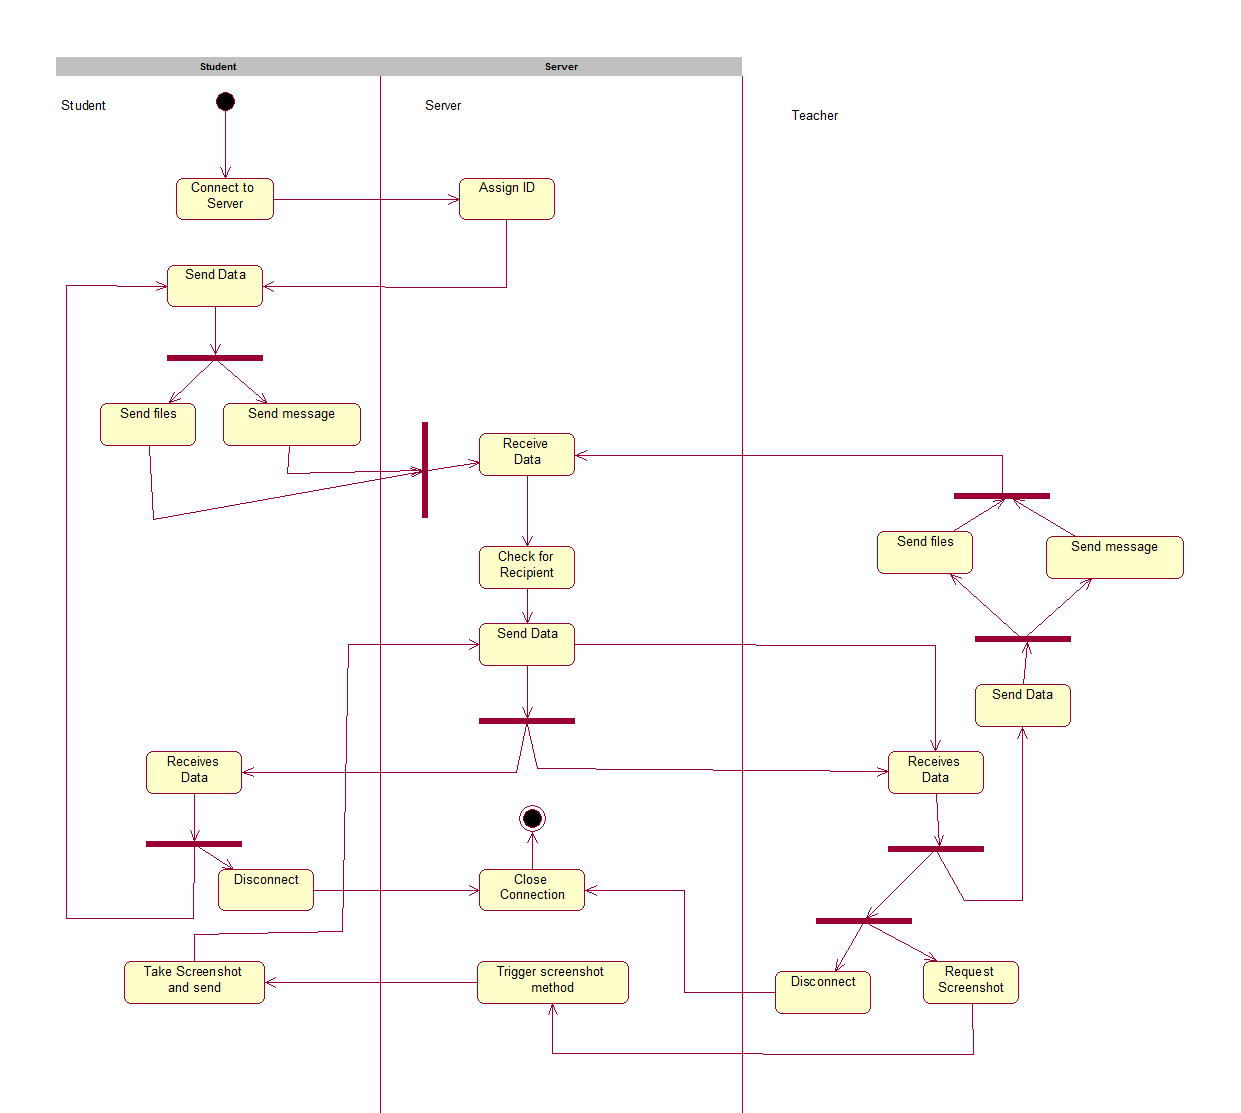 Student
Server
Student
Server
Teacher
Connect to
Server
Assign ID
Send Data
Send files
Send message
Receive
Data
Send files
Send message
Check for
Recipient
Send Data
Send Data
Receives
Data
Receives
Data
Disconnect
Close
Connection
Take Screenshot
and send
Trigger screenshot
method
Disconnect
Request
Screenshot